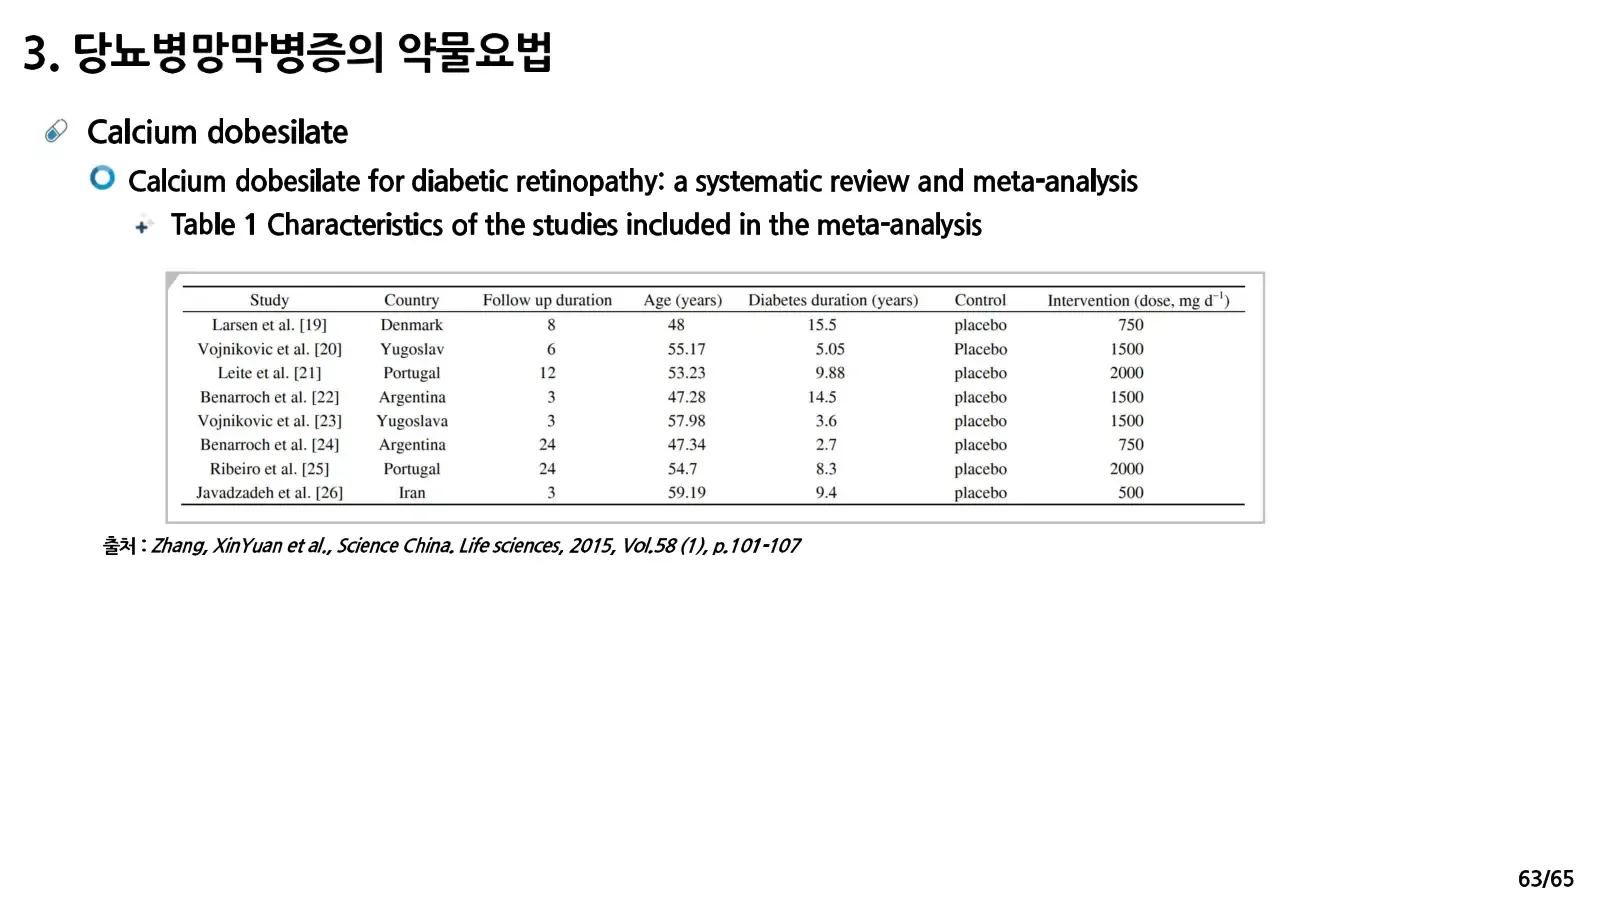 3. 당뇨병망막병증의 약물요법
Calcium dobesilate
Calcium dobesilate for diabetic retinopathy: a systematic review and meta-analysis
Table 1 Characteristics of the studies included in the meta-analysis
Study Country Follow up duration Age (years) Diabetes duration (years) Control Intervention (dose, mg d⁻¹)
Larsen et al. [19] Denmark 8 48 15.5 placebo 750
Vojnikovic et al. [20] Yugoslav 6 55.17 5.05 Placebo 1500
Leite et al. [21] Portugal 12 53.23 9.88 placebo 2000
Benarroch et al. [22] Argentina 3 47.28 14.5 placebo 1500
Vojnikovic et al. [23] Yugoslava 3 57.98 3.6 placebo 1500
Benarroch et al. [24] Argentina 24 47.34 2.7 placebo 750
Ribeiro et al. [25] Portugal 24 54.7 8.3 placebo 2000
Javadzadeh et al. [26] Iran 3 59.19 9.4 placebo 500
출처 : Zhang, XinYuan et al., Science China. Life sciences, 2015, Vol.58 (1), p.101-107
63/65